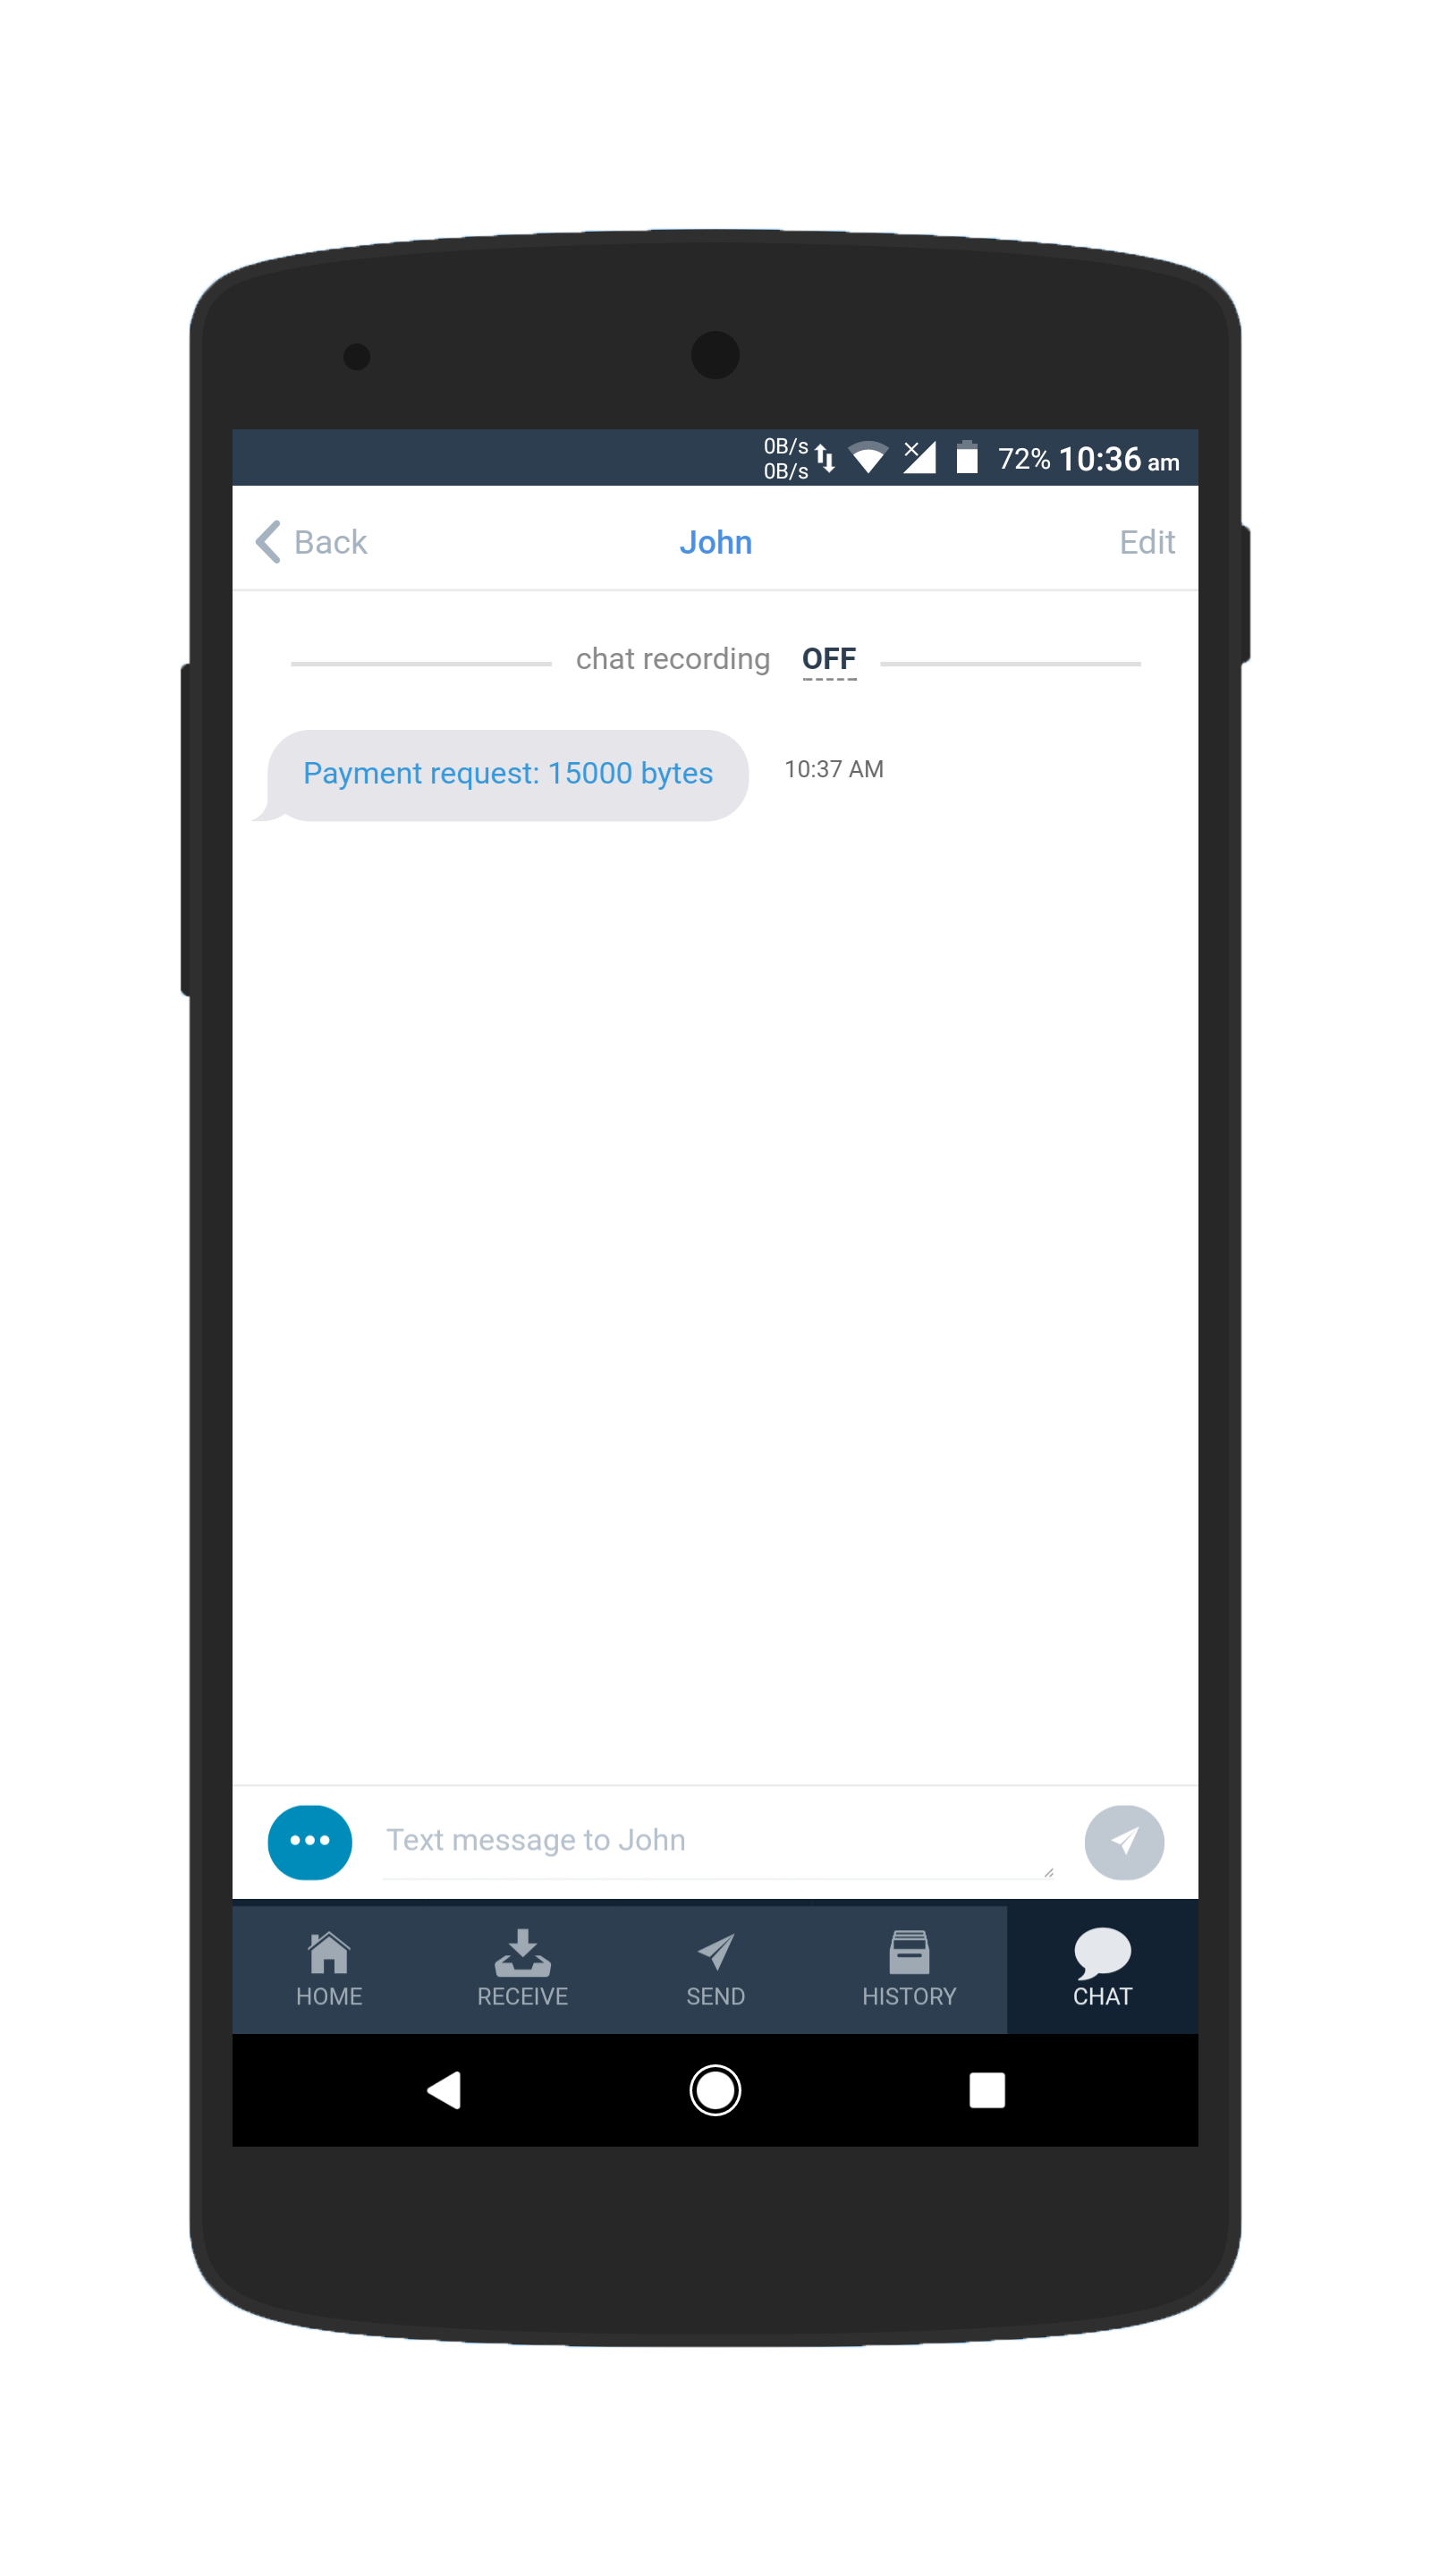 0B/s
0B/s
72% 10:36 am
Back John Edit
chat recording OFF
Payment request: 15000 bytes 10:37 AM
Text message to John
HOME RECEIVE SEND HISTORY CHAT